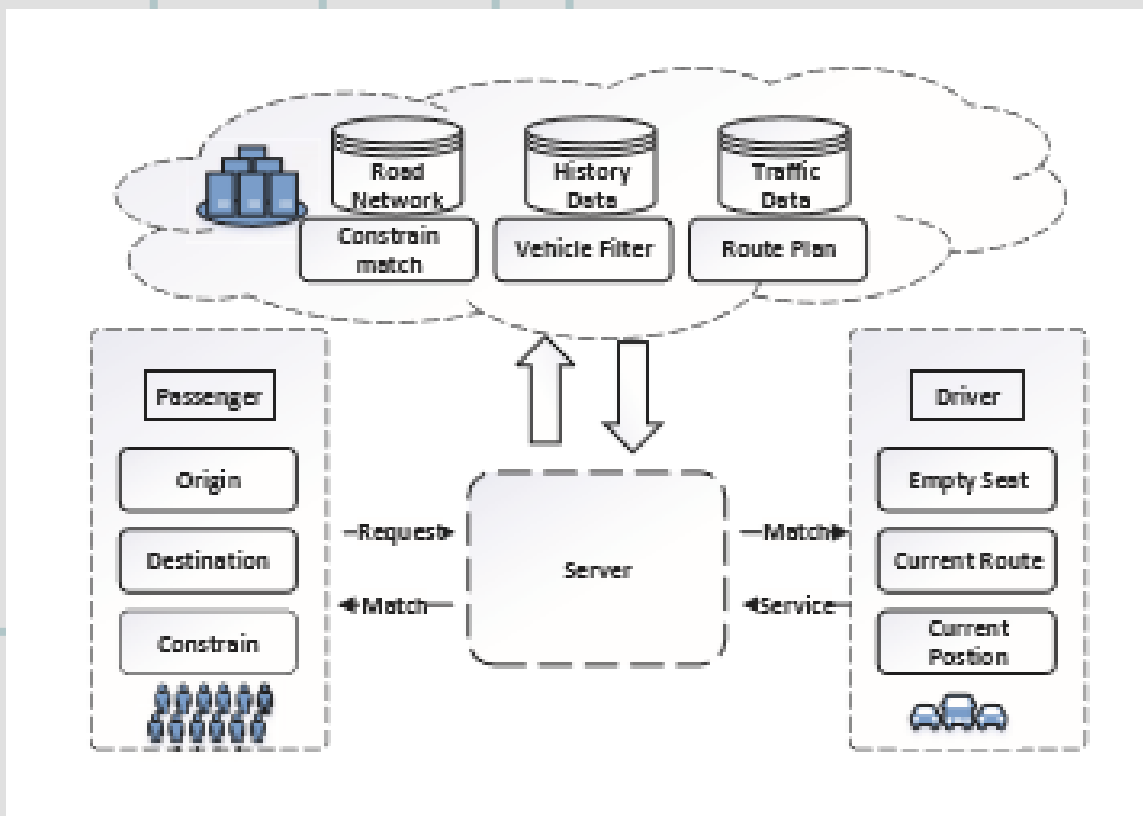 Road
Network
History
Data
Traffic
Data
Constrain
match
Vehicle Filter
Route Plan
Passenger
Origin
Destination
Constrain
Request
Match
Server
Match
Service
Driver
Empty Seat
Current Route
Current
Postion